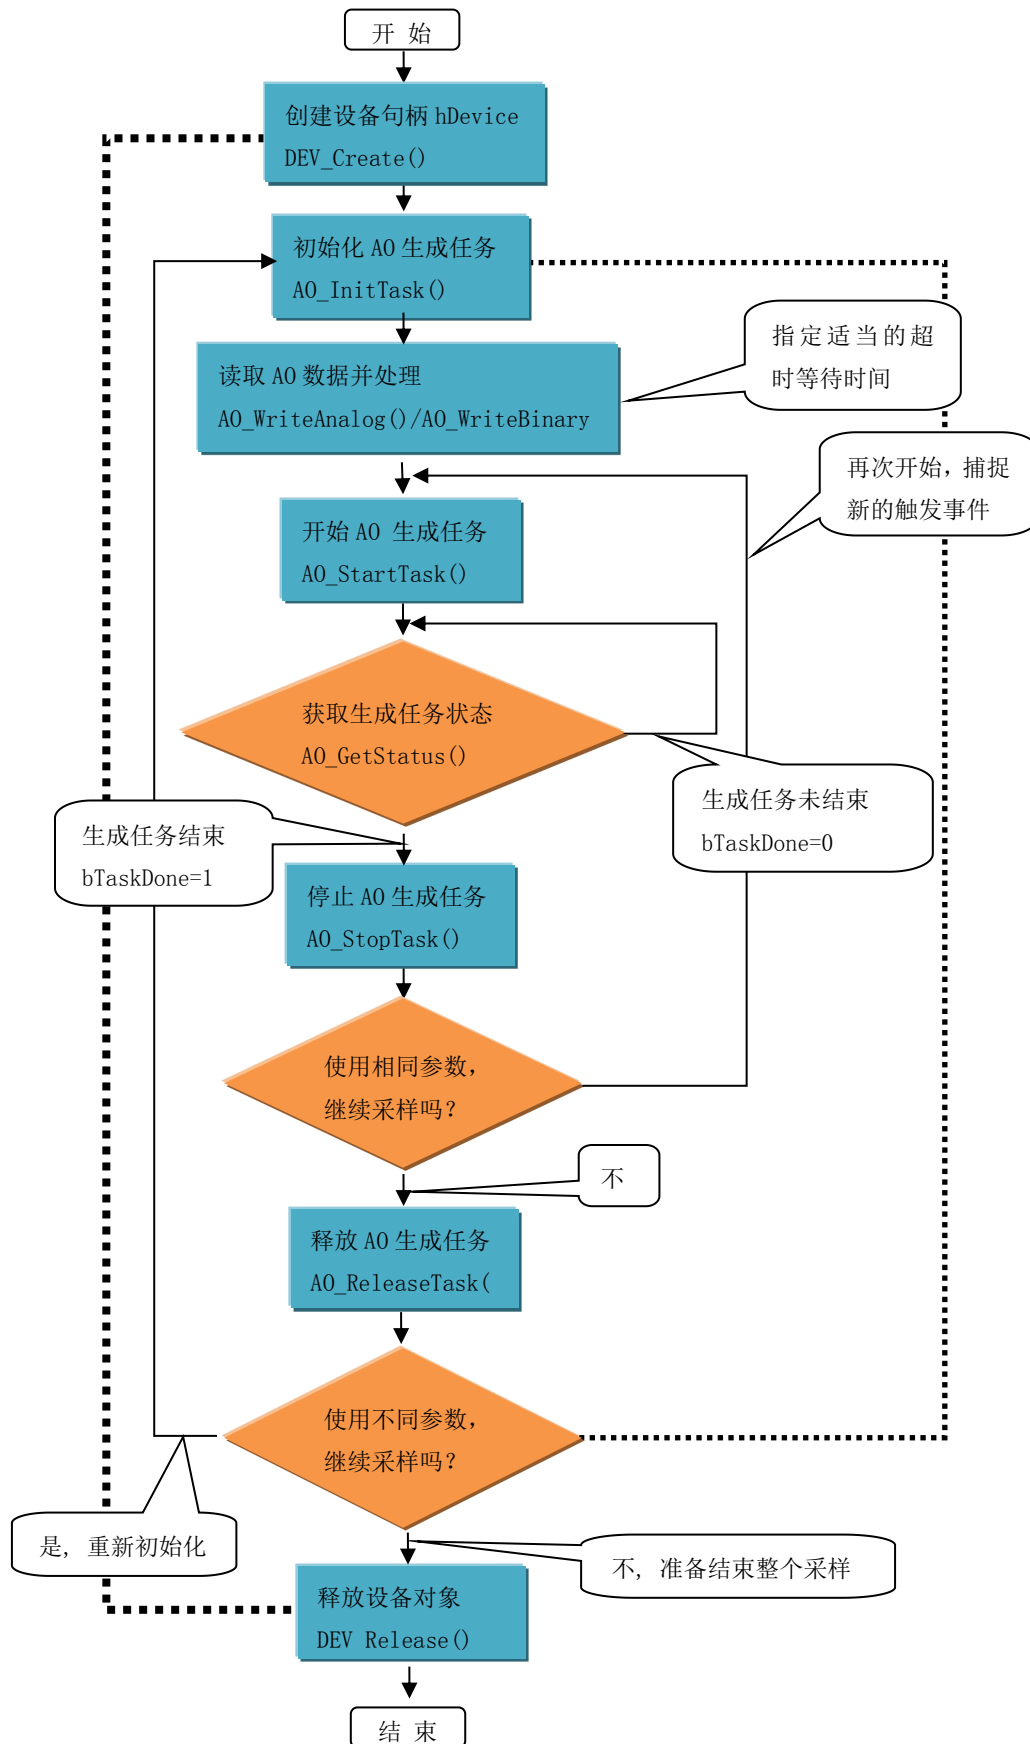 开 始
创建设备句柄 hDevice
DEV_Create()
初始化 AO 生成任务
AO_InitTask()
指定适当的超
时等待时间
读取 AO 数据并处理
AO_WriteAnalog()/AO_WriteBinary
再次开始，捕捉
新的触发事件
开始 AO 生成任务
AO_StartTask()
获取生成任务状态
AO_GetStatus()
生成任务未结束
bTaskDone=0
生成任务结束
bTaskDone=1
停止 AO 生成任务
AO_StopTask()
使用相同参数，
继续采样吗？
不
释放 AO 生成任务
AO_ReleaseTask(
使用不同参数，
继续采样吗？
是，重新初始化
不，准备结束整个采样
释放设备对象
DEV Release()
结 束